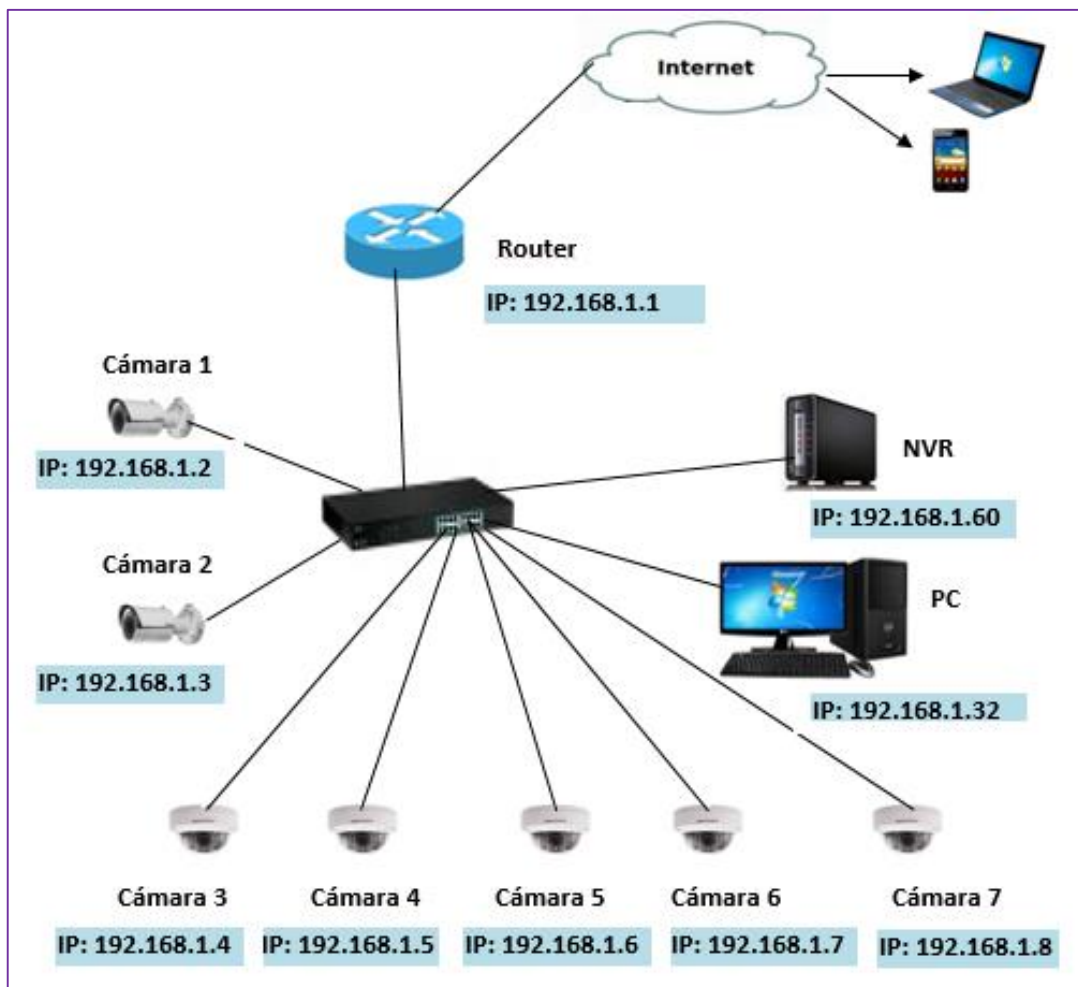 Internet
Router
IP: 192.168.1.1
Cámara 1
IP: 192.168.1.2
NVR
IP: 192.168.1.60
Cámara 2
IP: 192.168.1.3
PC
IP: 192.168.1.32
Cámara 3
Cámara 4
Cámara 5
Cámara 6
Cámara 7
IP: 192.168.1.4
IP: 192.168.1.5
IP: 192.168.1.6
IP: 192.168.1.7
IP: 192.168.1.8